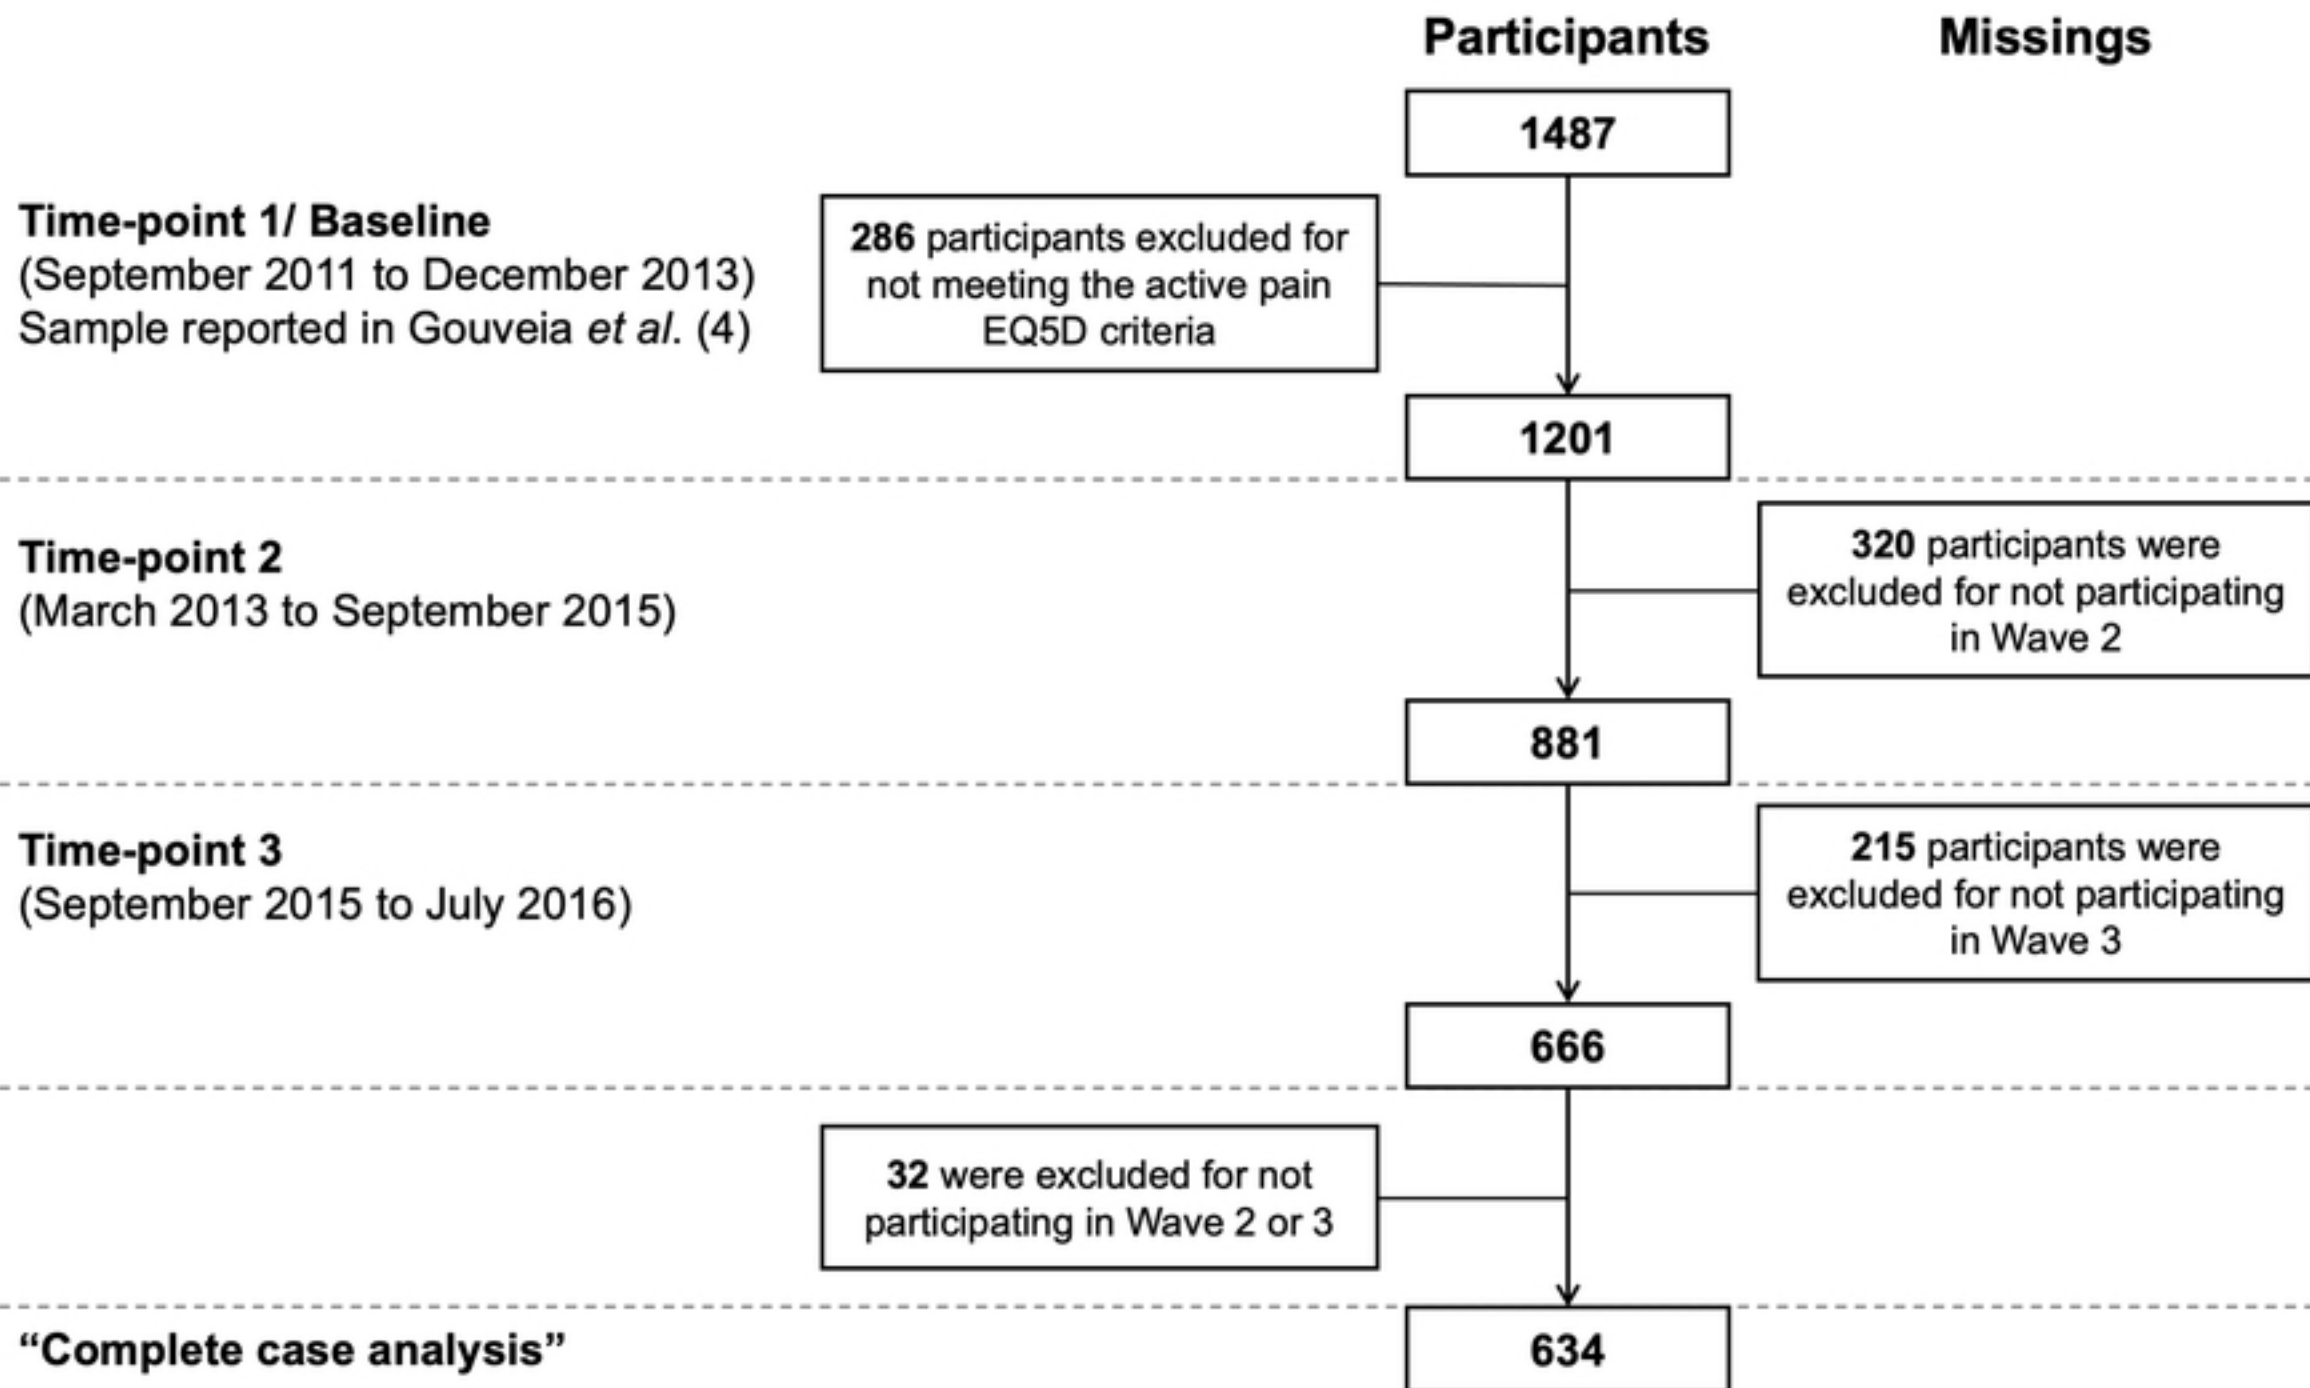 Participants
Missings
1487
Time-point 1/ Baseline
(September 2011 to December 2013)
Sample reported in Gouveia et al. (4)
286 participants excluded for
not meeting the active pain
EQ5D criteria
1201
Time-point 2
(March 2013 to September 2015)
320 participants were
excluded for not participating
in Wave 2
881
Time-point 3
(September 2015 to July 2016)
215 participants were
excluded for not participating
in Wave 3
666
32 were excluded for not
participating in Wave 2 or 3
“Complete case analysis”
634